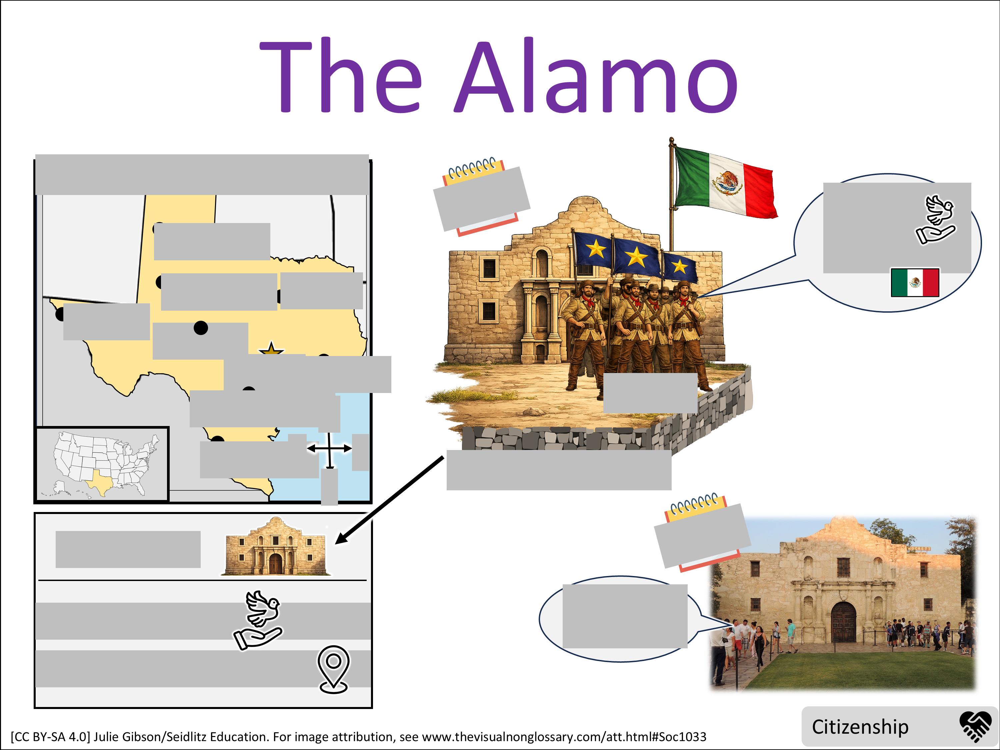 The Alamo
CROCKETT
Citizenship
[CC BY-SA 4.0] Julie Gibson/Seidlitz Education. For image attribution, see www.thevisualnonglossary.com/att.html#Soc1033